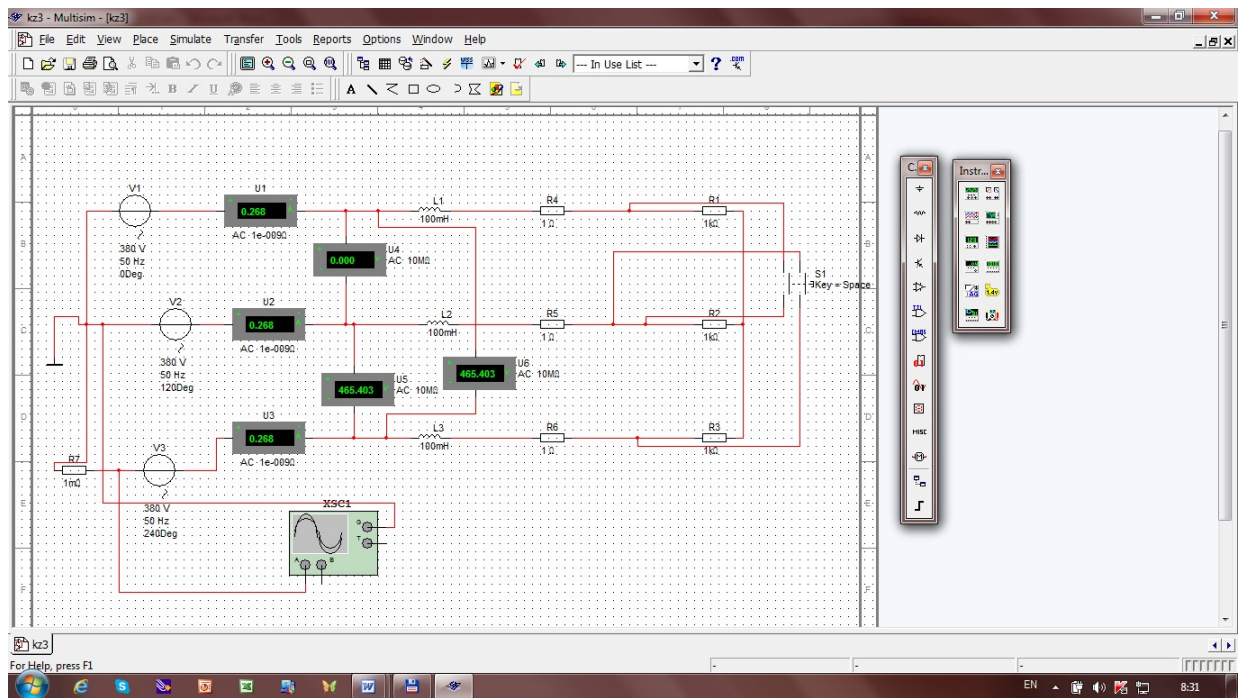 kz3 - Multisim - [kz3]
File Edit View Place Simulate Transfer Tools Reports Options Window Help
--- In Use List ---
A B C D E F
V1
380 V
50 Hz
0Deg
U1
0.268
AC 1e-009Ω
L1
100mH
R4
1 Ω
R1
1kΩ
U4
0.000
AC 10MΩ
S1
Key = Space
V2
380 V
50 Hz
120Deg
U2
0.268
AC 1e-009Ω
L2
100mH
R5
1 Ω
R2
1kΩ
U5
465.403
AC 10MΩ
U6
465.403
AC 10MΩ
U3
0.268
AC 1e-009Ω
L3
100mH
R6
1 Ω
R3
1kΩ
R7
1mΩ
V3
380 V
50 Hz
240Deg
XSC1
G
T
A B
C...
Instr...
MISC
kz3
For Help, press F1
EN 8:31